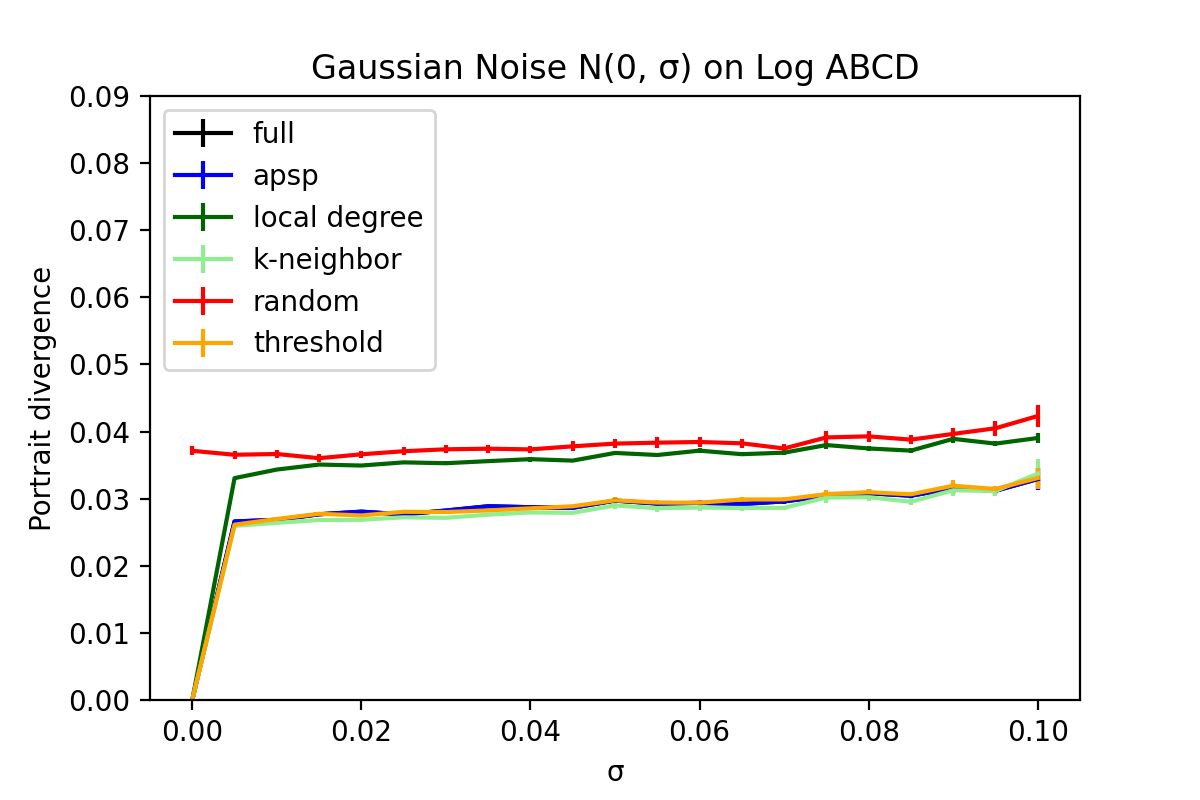 Gaussian Noise N(0, σ) on Log ABCD
Portrait divergence
0.09
0.08
0.07
0.06
0.05
0.04
0.03
0.02
0.01
0.00
full
apsp
local degree
k-neighbor
random
threshold
0.00 0.02 0.04 0.06 0.08 0.10
σ